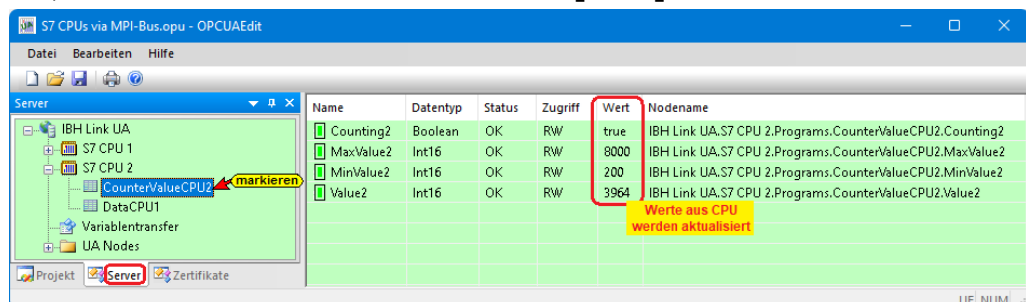 S7 CPUs via MPI-Bus.opu - OPCUAEdit
Datei Bearbeiten Hilfe
Server
IBH Link UA
S7 CPU 1
S7 CPU 2
CounterValueCPU2 markieren
DataCPU1
Variablentransfer
UA Nodes
Projekt Server Zertifikate
Name Datentyp Status Zugriff Wert Nodename
Counting2 Boolean OK RW true IBH Link UA.S7 CPU 2.Programs.CounterValueCPU2.Counting2
MaxValue2 Int16 OK RW 8000 IBH Link UA.S7 CPU 2.Programs.CounterValueCPU2.MaxValue2
MinValue2 Int16 OK RW 200 IBH Link UA.S7 CPU 2.Programs.CounterValueCPU2.MinValue2
Value2 Int16 OK RW 3964 IBH Link UA.S7 CPU 2.Programs.CounterValueCPU2.Value2
Werte aus CPU
werden aktualisiert
NUM